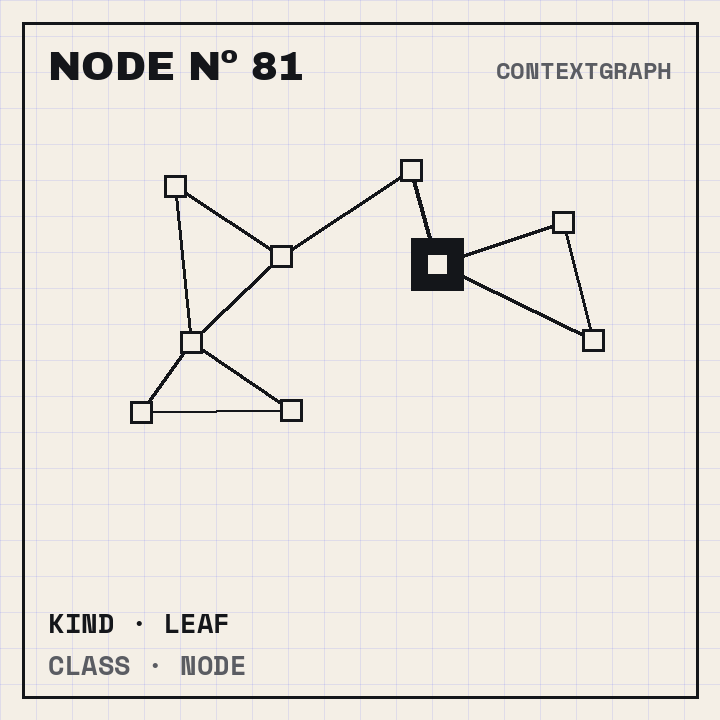 NODE Nº 81
CONTEXTGRAPH
KIND · LEAF
CLASS · NODE